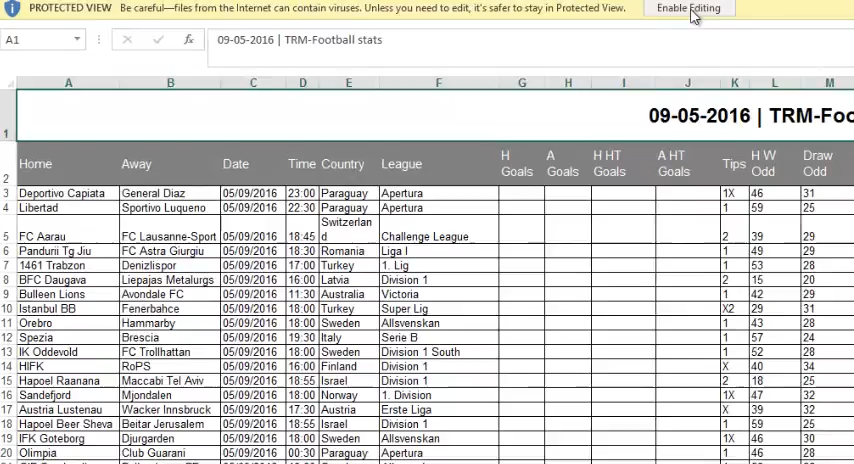 PROTECTED VIEW Be careful—files from the Internet can contain viruses. Unless you need to edit, it's safer to stay in Protected View. Enable Editing
A1 fx 09-05-2016 | TRM-Football stats
A B C D E F G H I J K L M
1 09-05-2016 | TRM-Foo
2 Home Away Date Time Country League H Goals A Goals H HT Goals A HT Goals Tips H W Odd Draw Odd
3 Deportivo Capiata General Diaz 05/09/2016 23:00 Paraguay Apertura 1X 46 31
4 Libertad Sportivo Luqueno 05/09/2016 22:30 Paraguay Apertura 1 59 25
5 FC Aarau FC Lausanne-Sport 05/09/2016 18:45 Switzerland Challenge League 2 39 29
6 Pandurii Tg Jiu FC Astra Giurgiu 05/09/2016 18:30 Romania Liga I 1 49 29
7 1461 Trabzon Denizlispor 05/09/2016 17:00 Turkey 1. Lig 1 53 28
8 BFC Daugava Liepajas Metalurgs 05/09/2016 16:00 Latvia Division 1 2 15 20
9 Bulleen Lions Avondale FC 05/09/2016 11:30 Australia Victoria 1 42 29
10 Istanbul BB Fenerbahce 05/09/2016 18:00 Turkey Super Lig X2 29 31
11 Orebro Hammarby 05/09/2016 18:00 Sweden Allsvenskan 1 43 28
12 Spezia Brescia 05/09/2016 19:30 Italy Serie B 1 57 24
13 IK Oddevold FC Trollhattan 05/09/2016 18:00 Sweden Division 1 South 1 52 28
14 HIFK RoPS 05/09/2016 16:00 Finland Division 1 X 40 34
15 Hapoel Raanana Maccabi Tel Aviv 05/09/2016 18:55 Israel Division 1 2 18 25
16 Sandefjord Mjondalen 05/09/2016 18:00 Norway 1. Division 1X 47 32
17 Austria Lustenau Wacker Innsbruck 05/09/2016 17:30 Austria Erste Liga X 39 32
18 Hapoel Beer Sheva Beitar Jerusalem 05/09/2016 18:55 Israel Division 1 1 59 25
19 IFK Goteborg Djurgarden 05/09/2016 18:00 Sweden Allsvenskan 1X 46 30
20 Olimpia Club Guarani 05/09/2016 00:30 Paraguay Apertura 1 54 28